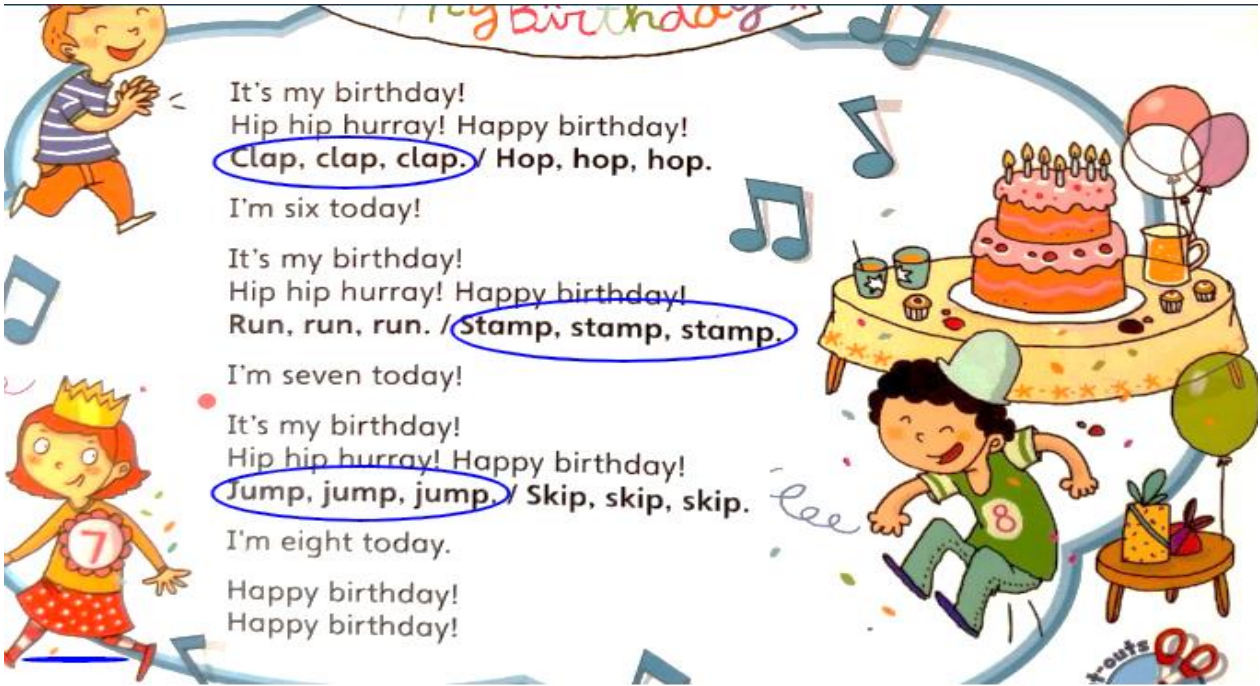 My Birthday
It's my birthday!
Hip hip hurray! Happy birthday!
Clap, clap, clap. / Hop, hop, hop.
I'm six today!
It's my birthday!
Hip hip hurray! Happy birthday!
Run, run, run. / Stamp, stamp, stamp.
I'm seven today!
It's my birthday!
Hip hip hurray! Happy birthday!
Jump, jump, jump. / Skip, skip, skip.
I'm eight today.
Happy birthday!
Happy birthday!
7
8